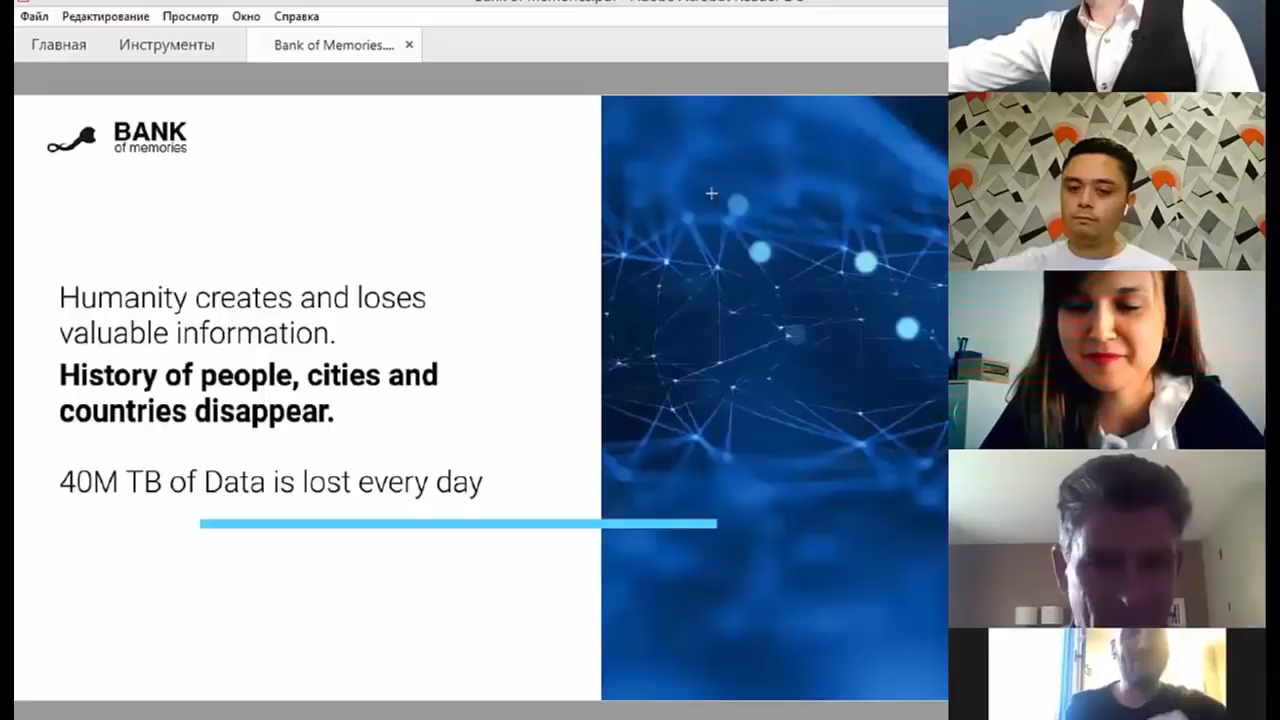 Файл Редактирование Просмотр Окно Справка
Главная Инструменты Bank of Memories.... ×
BANK
of memories
Humanity creates and loses
valuable information.
History of people, cities and
countries disappear.
40M TB of Data is lost every day